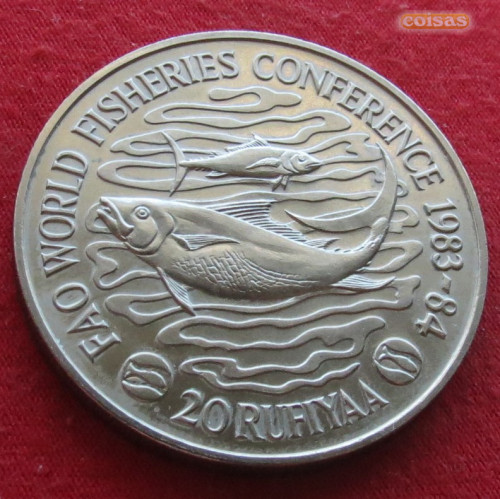 coisas
FAO WORLD FISHERIES CONFERENCE 1983-84
20 RUFIYAA